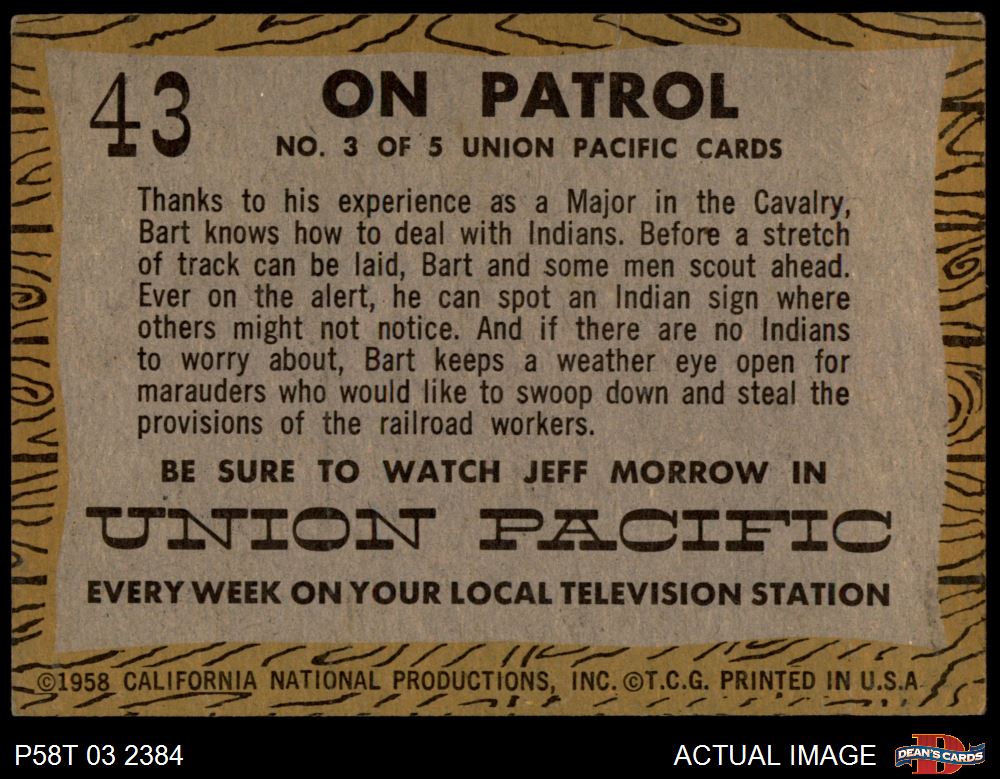 43
ON PATROL
NO. 3 OF 5 UNION PACIFIC CARDS
Thanks to his experience as a Major in the Cavalry,
Bart knows how to deal with Indians. Before a stretch
of track can be laid, Bart and some men scout ahead.
Ever on the alert, he can spot an Indian sign where
others might not notice. And if there are no Indians
to worry about, Bart keeps a weather eye open for
marauders who would like to swoop down and steal the
provisions of the railroad workers.
BE SURE TO WATCH JEFF MORROW IN
UNION PACIFIC
EVERY WEEK ON YOUR LOCAL TELEVISION STATION
©1958 CALIFORNIA NATIONAL PRODUCTIONS, INC. ©T.C.G. PRINTED IN U.S.A.
P58T 03 2384
ACTUAL IMAGE
D
DEAN'S CARDS